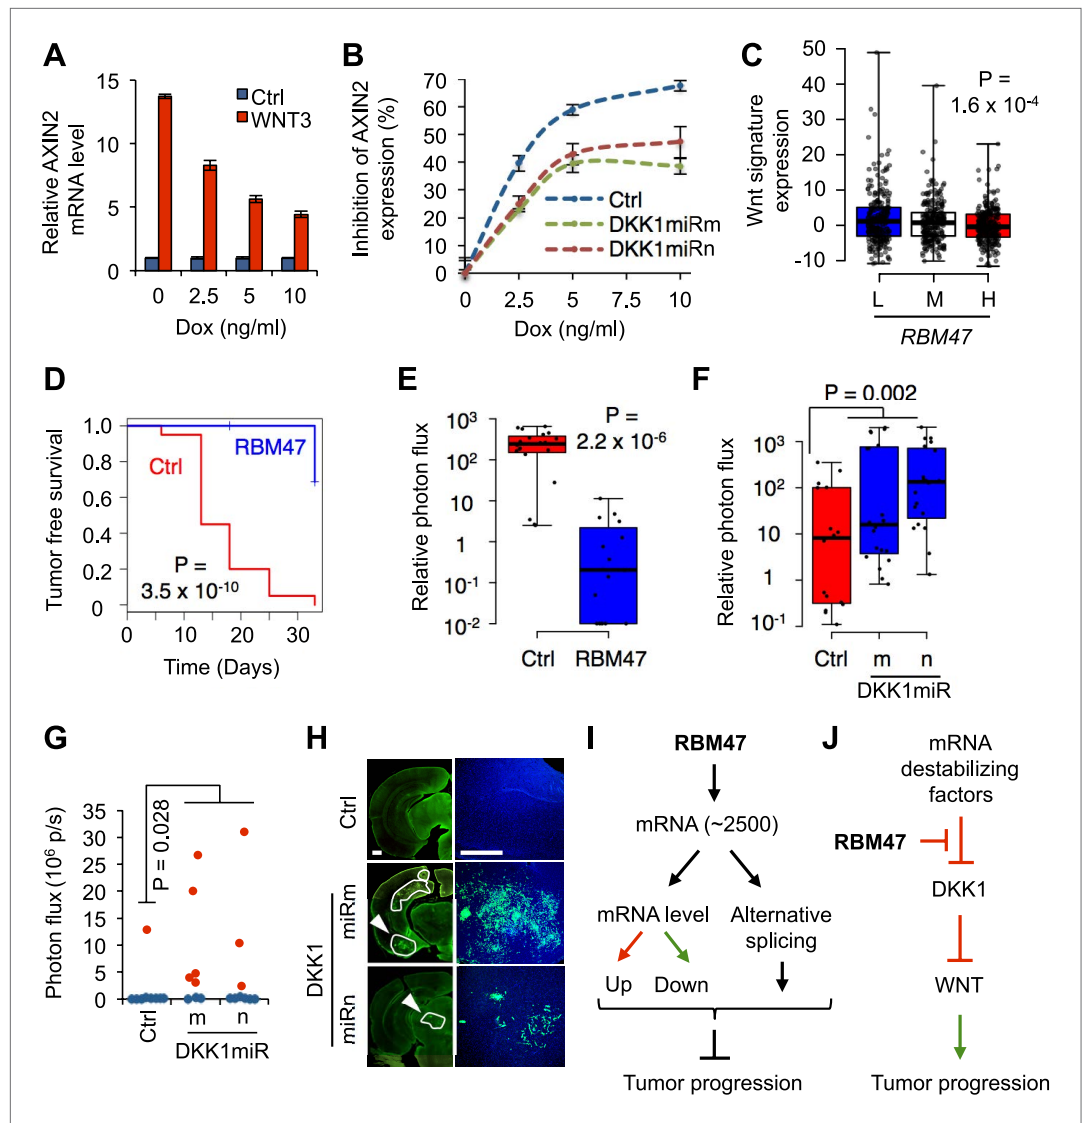 A
Relative AXIN2
mRNA level
15
10
5
0
Ctrl
WNT3
0 2.5 5 10
Dox (ng/ml)
B
Inhibition of AXIN2
expression (%)
70
60
50
40
30
20
10
0
Ctrl
DKK1miRm
DKK1miRn
0 2.5 5 7.5 10
Dox (ng/ml)
C
Wnt signature
expression
50
40
30
20
10
0
-10
P =
1.6 x 10-4
L M H
RBM47
D
Tumor free survival
1.0
0.8
0.6
0.4
0.2
0
RBM47
Ctrl
P =
3.5 x 10-10
0 10 20 30
Time (Days)
E
Relative photon flux
10³
10²
10
1
10-1
10-2
P =
2.2 x 10-6
Ctrl RBM47
F
Relative photon flux
10³
10²
10
1
10-1
P = 0.002
Ctrl m n
DKK1miR
G
Photon flux (10⁶ p/s)
35
30
25
20
15
10
5
0
P = 0.028
Ctrl m n
DKK1miR
H
Ctrl
DKK1
miRm
miRn
I
RBM47
mRNA (~2500)
mRNA level
Alternative
splicing
Up Down
Tumor progression
J
mRNA
destabilizing
factors
RBM47
DKK1
WNT
Tumor progression